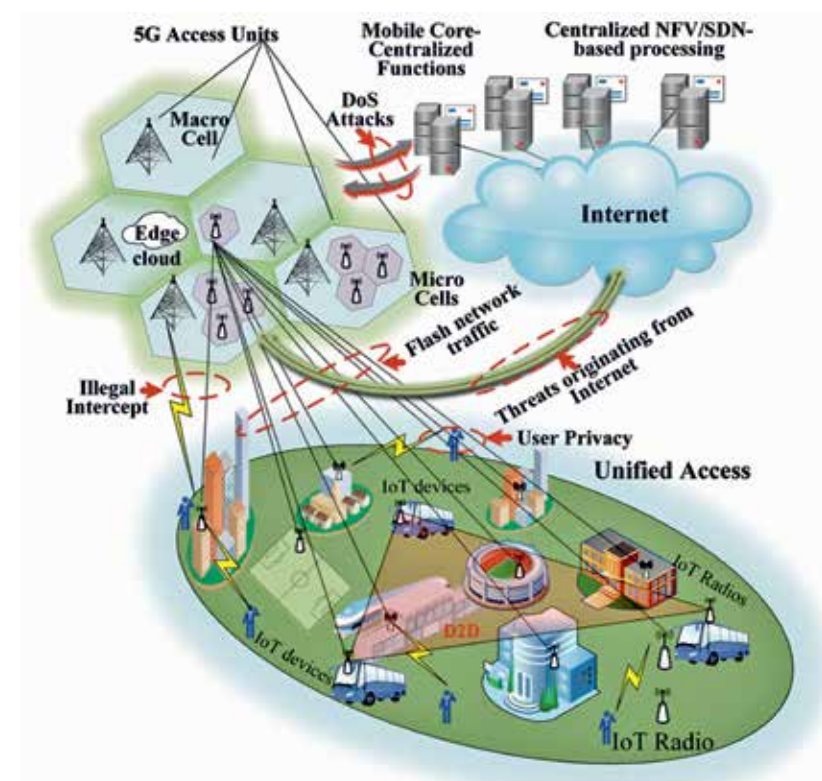 5G Access Units
Mobile Core-
Centralized
Functions
Centralized NFV/SDN-
based processing
DoS
Attacks
Macro
Cell
Internet
Edge
cloud
Micro
Cells
Flash network
traffic
Threats originating from
Internet
Illegal
Intercept
User Privacy
Unified Access
IoT devices
IoT Radios
D2D
IoT devices
IoT Radio